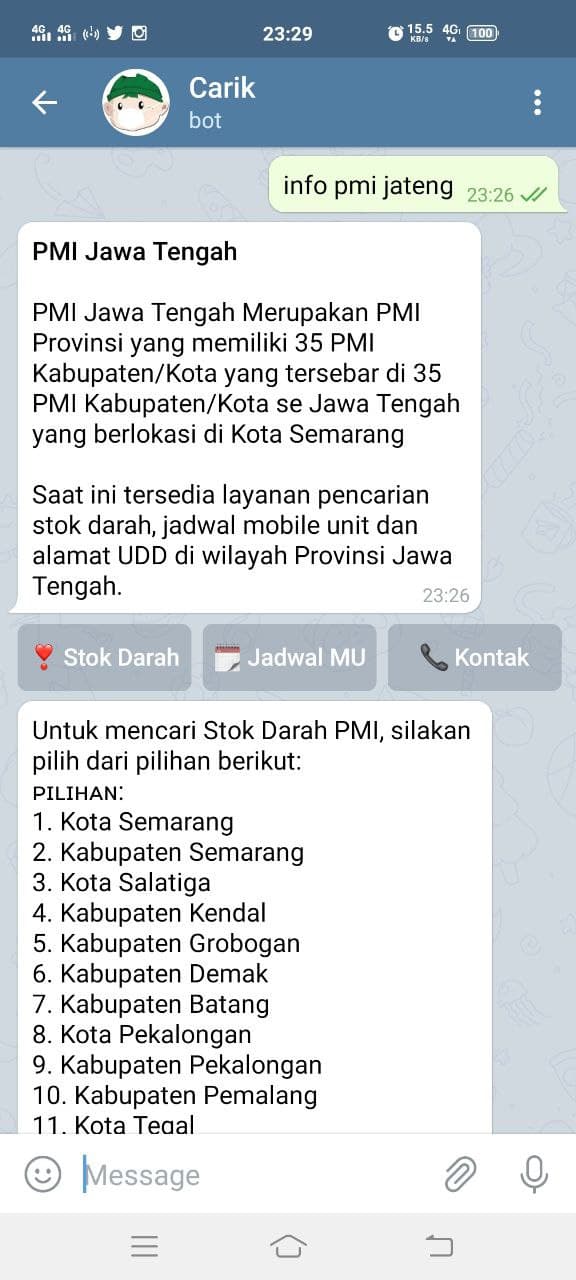 4G 4G 23:29 15.5 KB/s 4G 100
Carik
bot
info pmi jateng 23:26
PMI Jawa Tengah
PMI Jawa Tengah Merupakan PMI
Provinsi yang memiliki 35 PMI
Kabupaten/Kota yang tersebar di 35
PMI Kabupaten/Kota se Jawa Tengah
yang berlokasi di Kota Semarang
Saat ini tersedia layanan pencarian
stok darah, jadwal mobile unit dan
alamat UDD di wilayah Provinsi Jawa
Tengah. 23:26
Stok Darah Jadwal MU Kontak
Untuk mencari Stok Darah PMI, silakan
pilih dari pilihan berikut:
PILIHAN:
1. Kota Semarang
2. Kabupaten Semarang
3. Kota Salatiga
4. Kabupaten Kendal
5. Kabupaten Grobogan
6. Kabupaten Demak
7. Kabupaten Batang
8. Kota Pekalongan
9. Kabupaten Pekalongan
10. Kabupaten Pemalang
11. Kota Tegal
Message